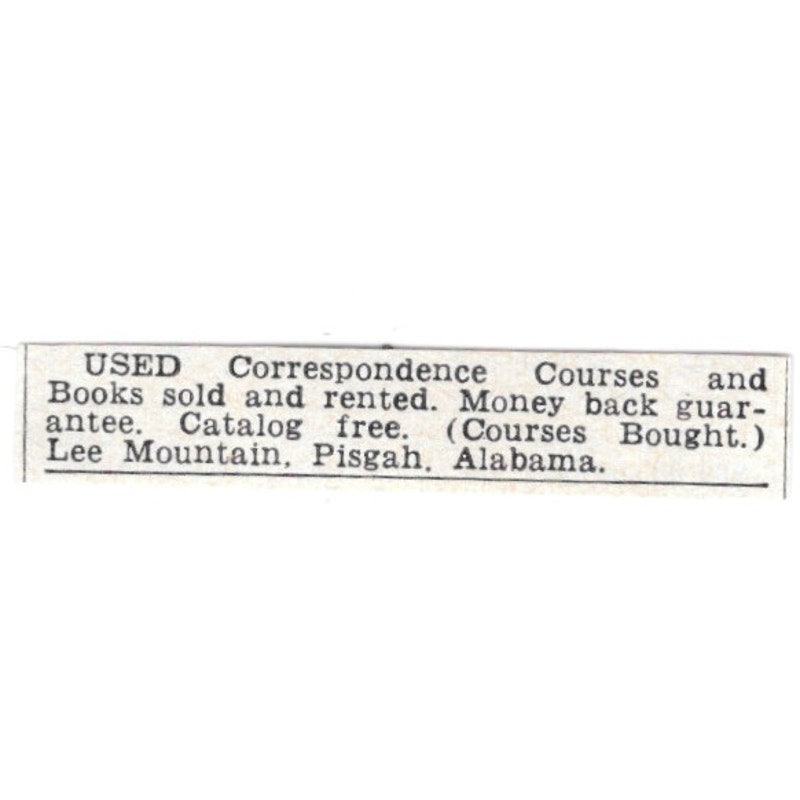 USED Correspondence Courses and
Books sold and rented. Money back guar-
antee. Catalog free. (Courses Bought.)
Lee Mountain, Pisgah, Alabama.